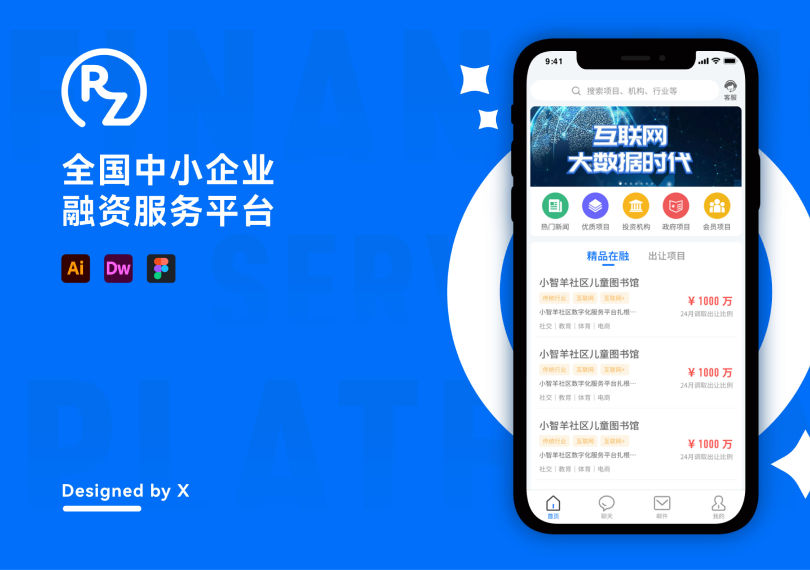 FINANCE
SERV
PLATF
RZ
全国中小企业
融资服务平台
Ai
Dw
Designed by X
9:41
搜索项目、机构、行业等
客服
互联网
大数据时代
热门新闻 优质项目 投资机构 政府项目 会员项目
精品在融 出让项目
小智羊社区儿童图书馆
传统行业 互联网 互联网+
¥ 1000 万
小智羊社区数字化服务平台扎根···
24月调取出让比例
社交｜教育｜体育｜电商
小智羊社区儿童图书馆
传统行业 互联网 互联网+
¥ 1000 万
小智羊社区数字化服务平台扎根···
24月调取出让比例
社交｜教育｜体育｜电商
小智羊社区儿童图书馆
传统行业 互联网 互联网+
¥ 1000 万
小智羊社区数字化服务平台扎根···
24月调取出让比例
社交｜教育｜体育｜电商
首页 聊天 邮件 我的